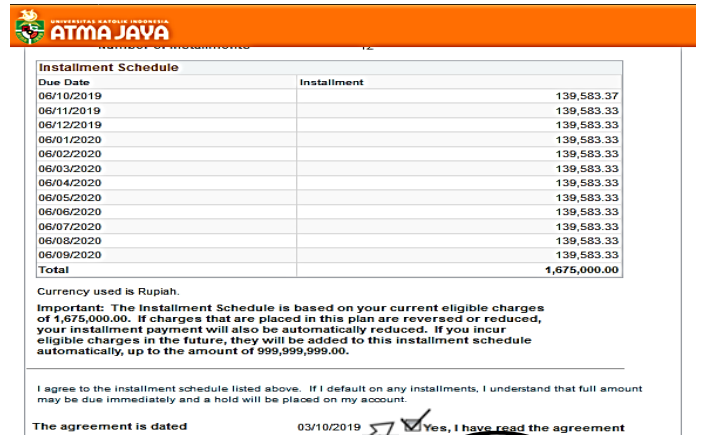 UNIVERSITAS KATOLIK INDONESIA
ATMA JAYA
Number of Installments 12
Installment Schedule
Due Date Installment
06/10/2019 139,583.37
06/11/2019 139,583.33
06/12/2019 139,583.33
06/01/2020 139,583.33
06/02/2020 139,583.33
06/03/2020 139,583.33
06/04/2020 139,583.33
06/05/2020 139,583.33
06/06/2020 139,583.33
06/07/2020 139,583.33
06/08/2020 139,583.33
06/09/2020 139,583.33
Total 1,675,000.00
Currency used is Rupiah.
Important: The Installment Schedule is based on your current eligible charges
of 1,675,000.00. If charges that are placed in this plan are reversed or reduced,
your installment payment will also be automatically reduced. If you incur
eligible charges in the future, they will be added to this installment schedule
automatically, up to the amount of 999,999,999.00.
I agree to the installment schedule listed above. If I default on any installments, I understand that full amount
may be due immediately and a hold will be placed on my account.
The agreement is dated 03/10/2019 Yes, I have read the agreement